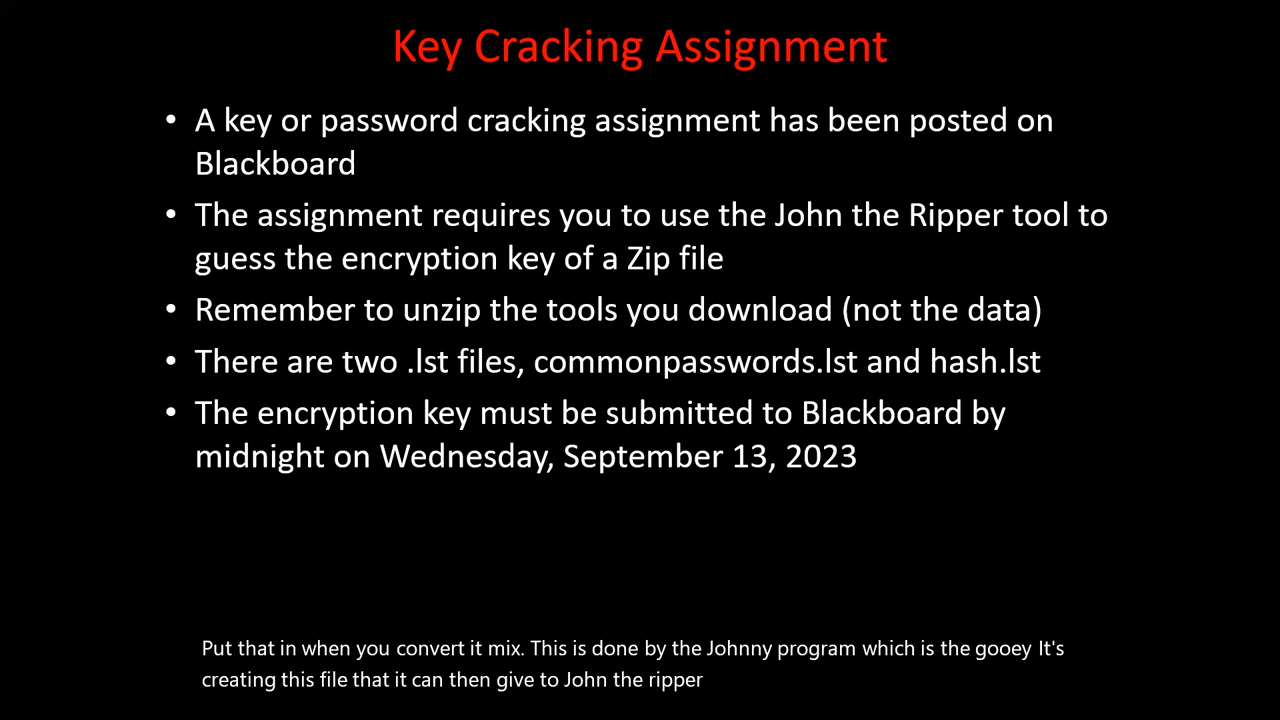 Key Cracking Assignment
• A key or password cracking assignment has been posted on
Blackboard
• The assignment requires you to use the John the Ripper tool to
guess the encryption key of a Zip file
• Remember to unzip the tools you download (not the data)
• There are two .lst files, commonpasswords.lst and hash.lst
• The encryption key must be submitted to Blackboard by
midnight on Wednesday, September 13, 2023
Put that in when you convert it mix. This is done by the Johnny program which is the gooey It's
creating this file that it can then give to John the ripper